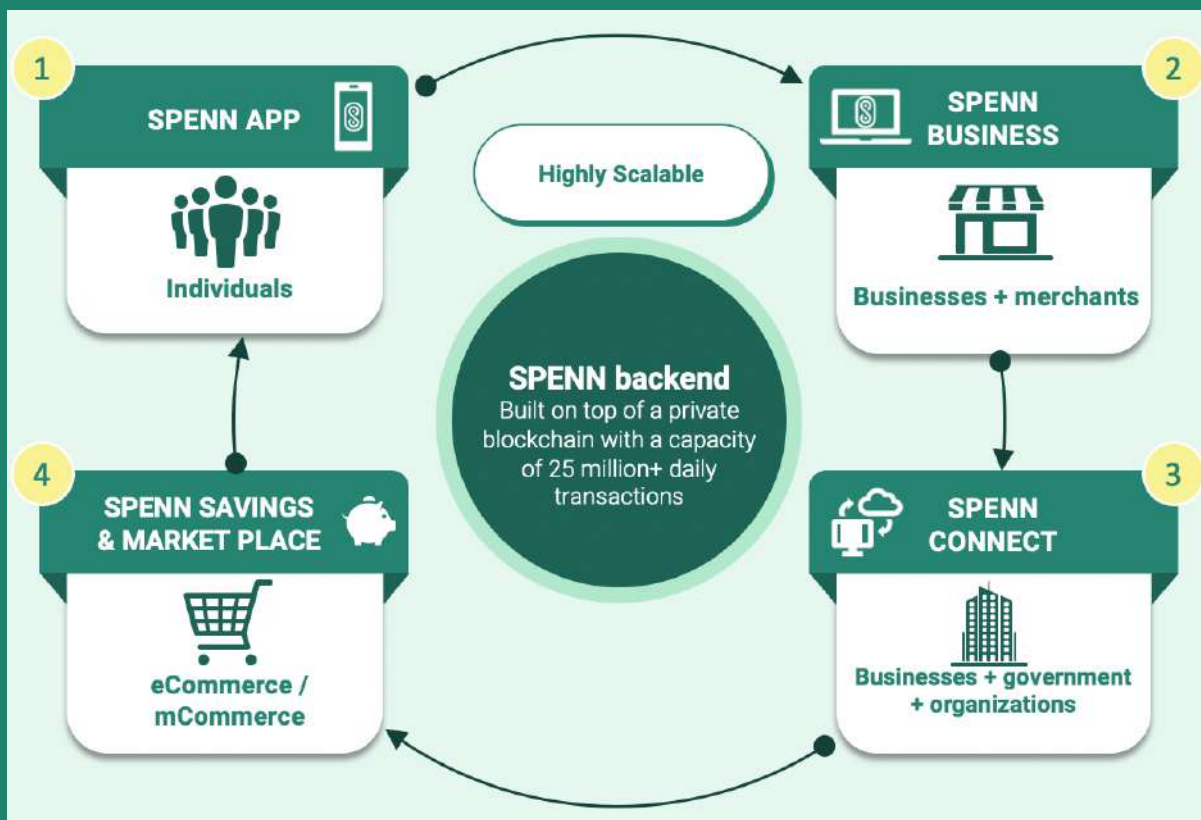 1
SPENN APP
Individuals
2
SPENN
BUSINESS
Businesses + merchants
Highly Scalable
SPENN backend
Built on top of a private
blockchain with a capacity
of 25 million+ daily
transactions
3
SPENN
CONNECT
Businesses + government
+ organizations
4
SPENN SAVINGS
& MARKET PLACE
eCommerce /
mCommerce